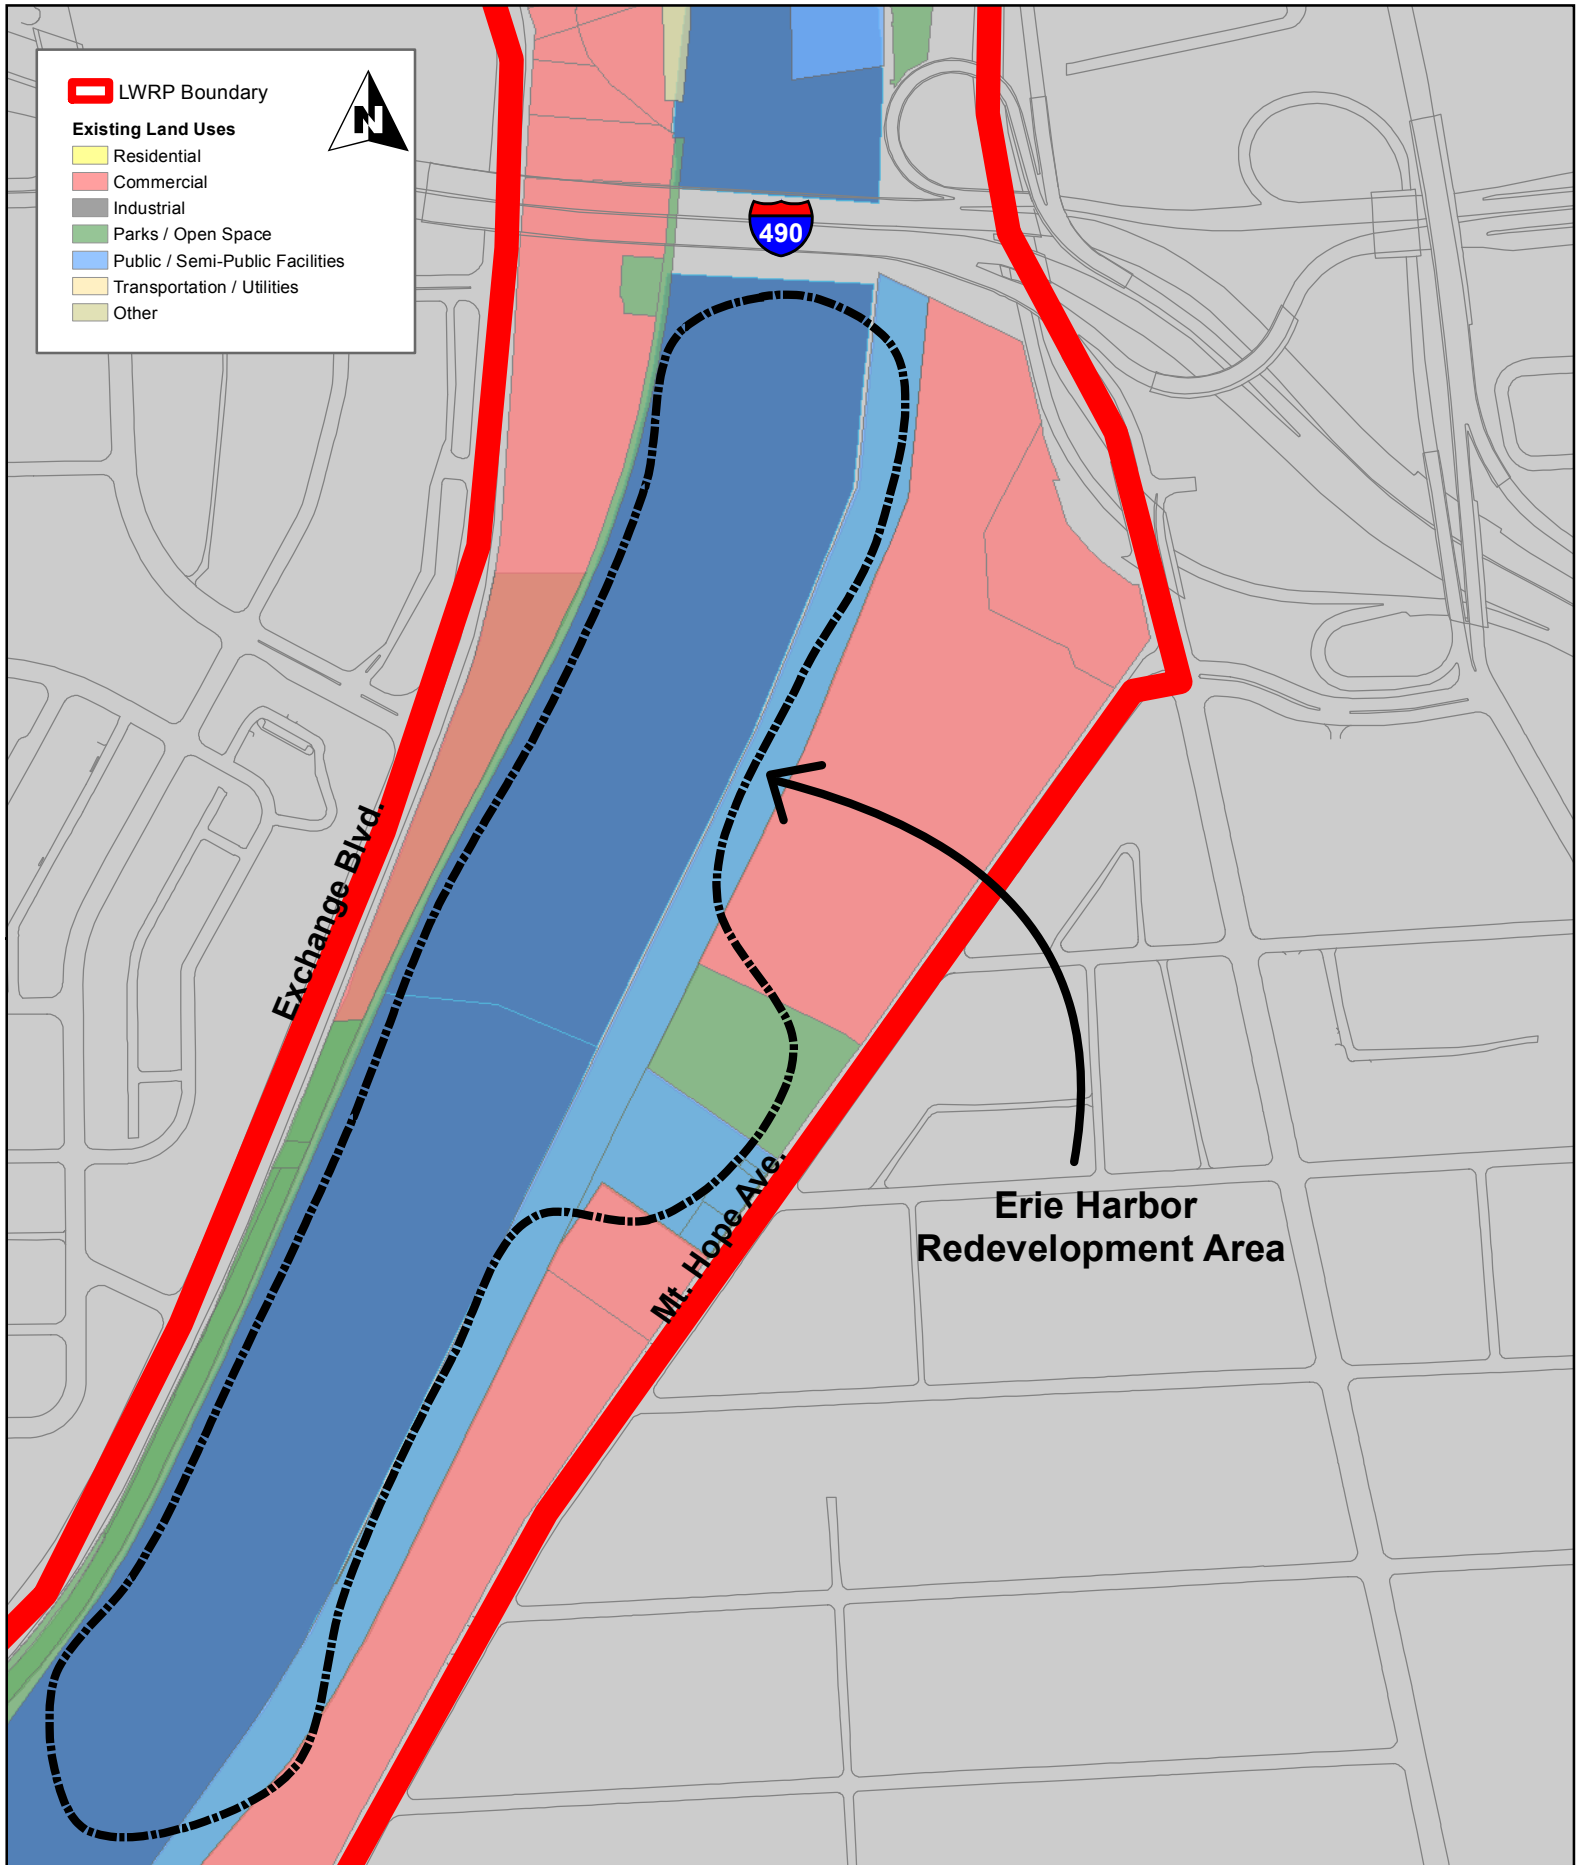 LWRP Boundary
N
Existing Land Uses
Residential
Commercial
Industrial
Parks / Open Space
Public / Semi-Public Facilities
Transportation / Utilities
Other
490
Exchange Blvd.
Mt. Hope Ave.
Erie Harbor
Redevelopment Area